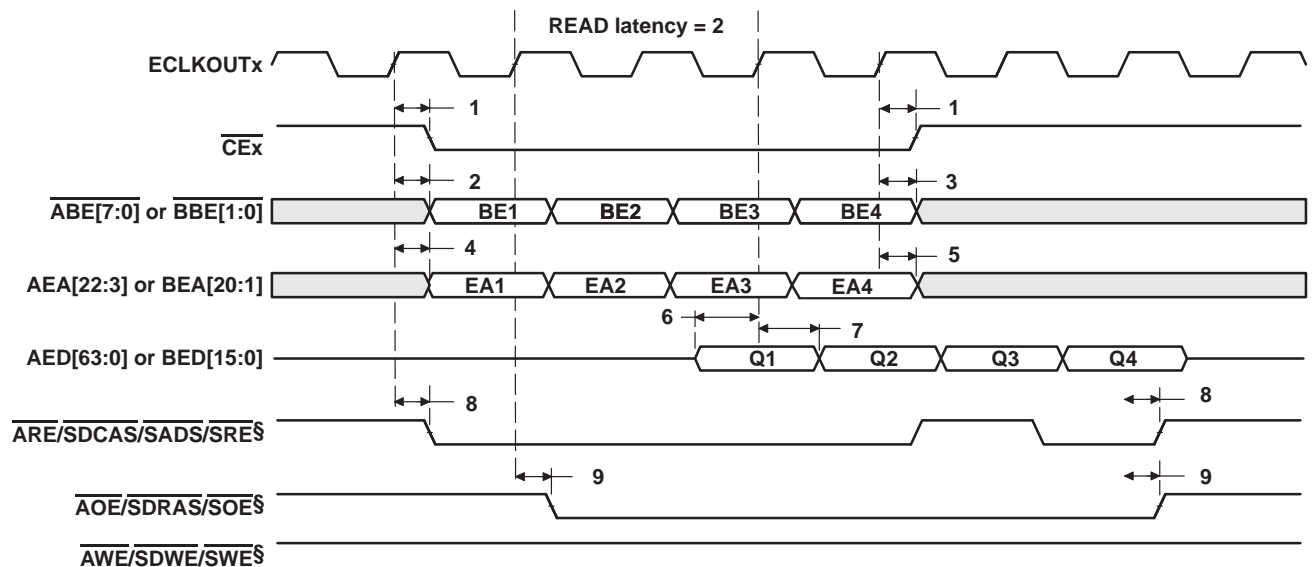 READ latency = 2
ECLKOUTx
1 1
CEx
2 3
ABE[7:0] or BBE[1:0] BE1 BE2 BE3 BE4
4 5
AEA[22:3] or BEA[20:1] EA1 EA2 EA3 EA4
6 7
AED[63:0] or BED[15:0] Q1 Q2 Q3 Q4
8 8
ARE/SDCAS/SADS/SRE§
9 9
AOE/SDRAS/SOE§
AWE/SDWE/SWE§